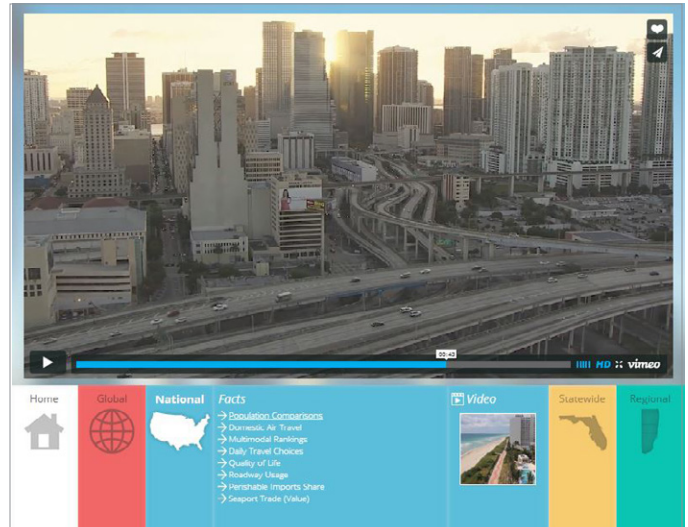 00:43
HD vimeo
Home
Global
National
Facts
Population Comparisons
Domestic Air Travel
Multimodal Rankings
Daily Travel Choices
Quality of Life
Roadway Usage
Perishable Imports Share
Seaport Trade (Value)
Video
Statewide
Regional